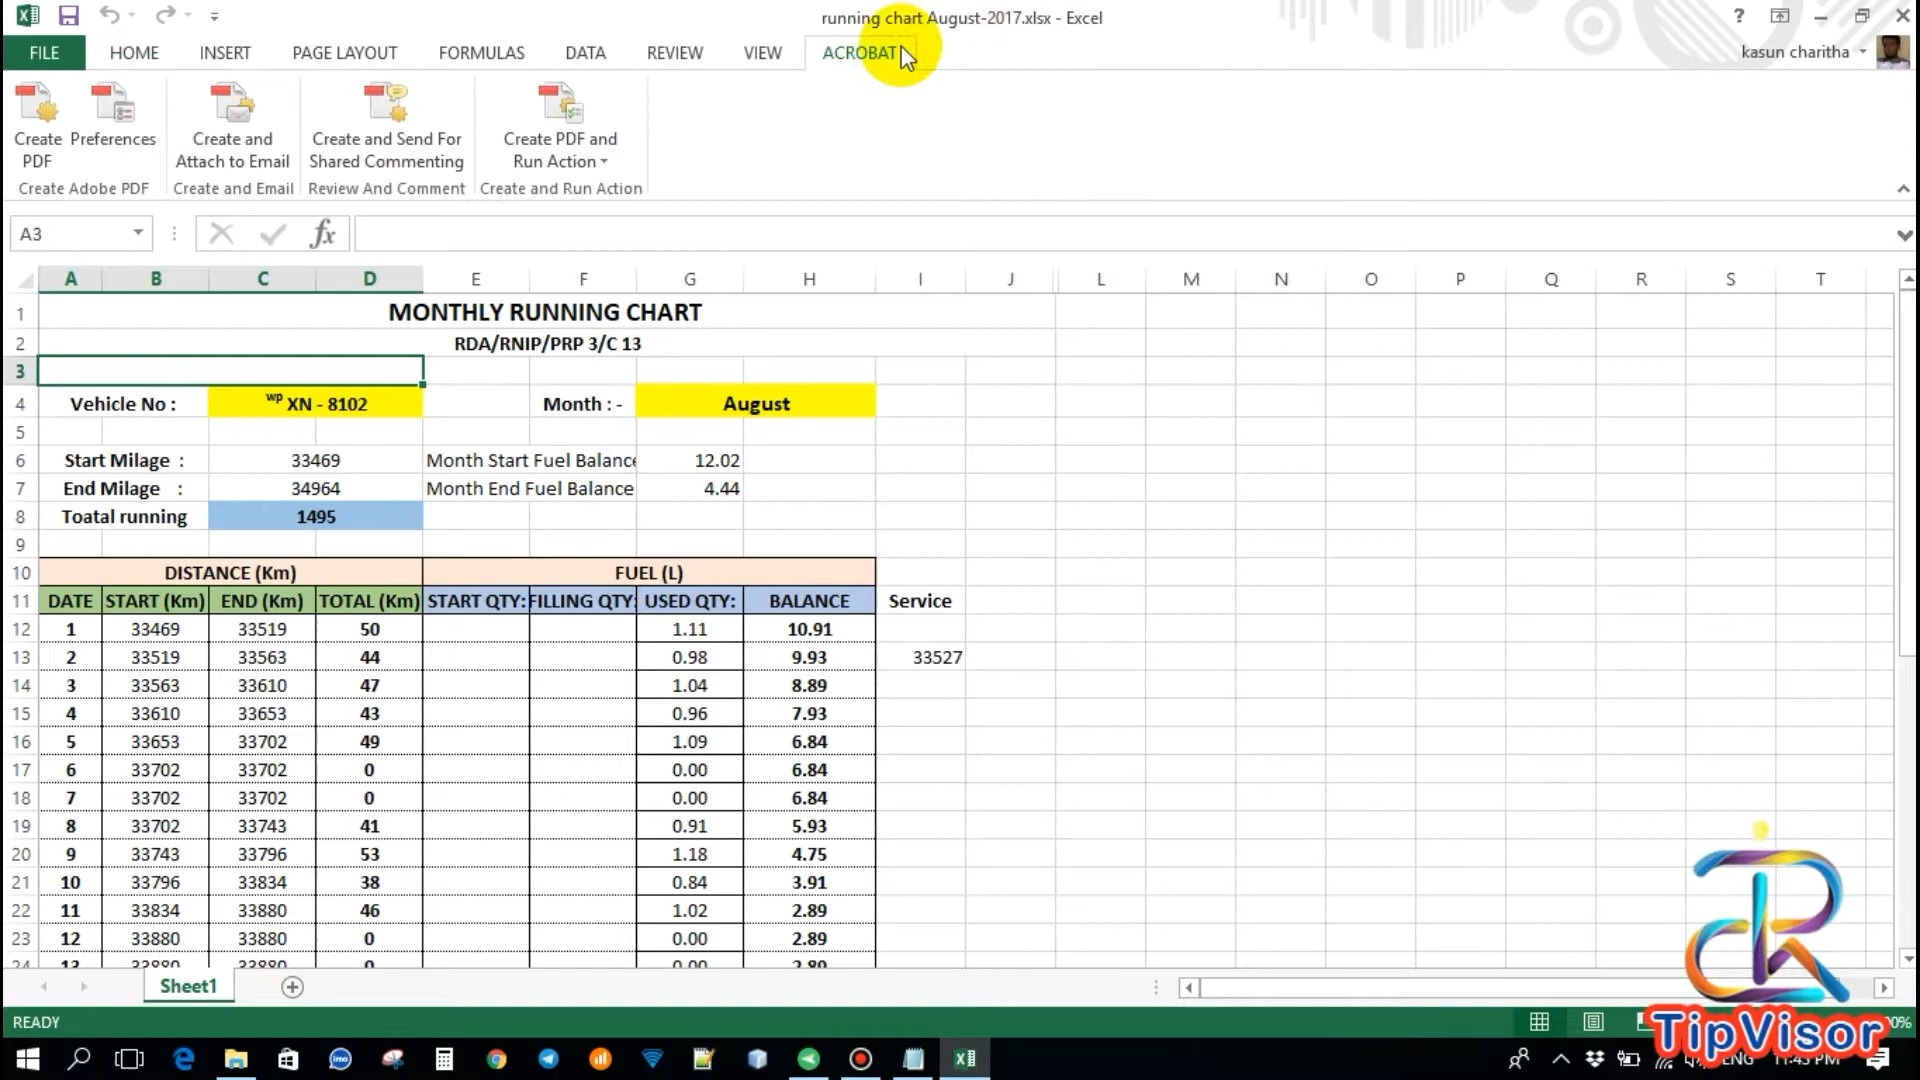 running chart August-2017.xlsx - Excel
FILE HOME INSERT PAGE LAYOUT FORMULAS DATA REVIEW VIEW ACROBAT
kasun charitha
Create PDF
Preferences
Create and Attach to Email
Create and Send For Shared Commenting
Create PDF and Run Action
Create Adobe PDF Create and Email Review And Comment Create and Run Action
A3 fx
A B C D E F G H I J L M N O P Q R S T
1 MONTHLY RUNNING CHART
2 RDA/RNIP/PRP 3/C 13
3
4 Vehicle No : wp XN - 8102 Month : - August
5
6 Start Milage : 33469 Month Start Fuel Balance 12.02
7 End Milage : 34964 Month End Fuel Balance 4.44
8 Toatal running 1495
9
10 DISTANCE (Km) FUEL (L)
11 DATE START (Km) END (Km) TOTAL (Km) START QTY: FILLING QTY: USED QTY: BALANCE Service
12 1 33469 33519 50 1.11 10.91
13 2 33519 33563 44 0.98 9.93 33527
14 3 33563 33610 47 1.04 8.89
15 4 33610 33653 43 0.96 7.93
16 5 33653 33702 49 1.09 6.84
17 6 33702 33702 0 0.00 6.84
18 7 33702 33702 0 0.00 6.84
19 8 33702 33743 41 0.91 5.93
20 9 33743 33796 53 1.18 4.75
21 10 33796 33834 38 0.84 3.91
22 11 33834 33880 46 1.02 2.89
23 12 33880 33880 0 0.00 2.89
24 13 33880 33880 0 0.00 2.89
Sheet1
READY
TipVisor
imo
ENG 11:43 PM